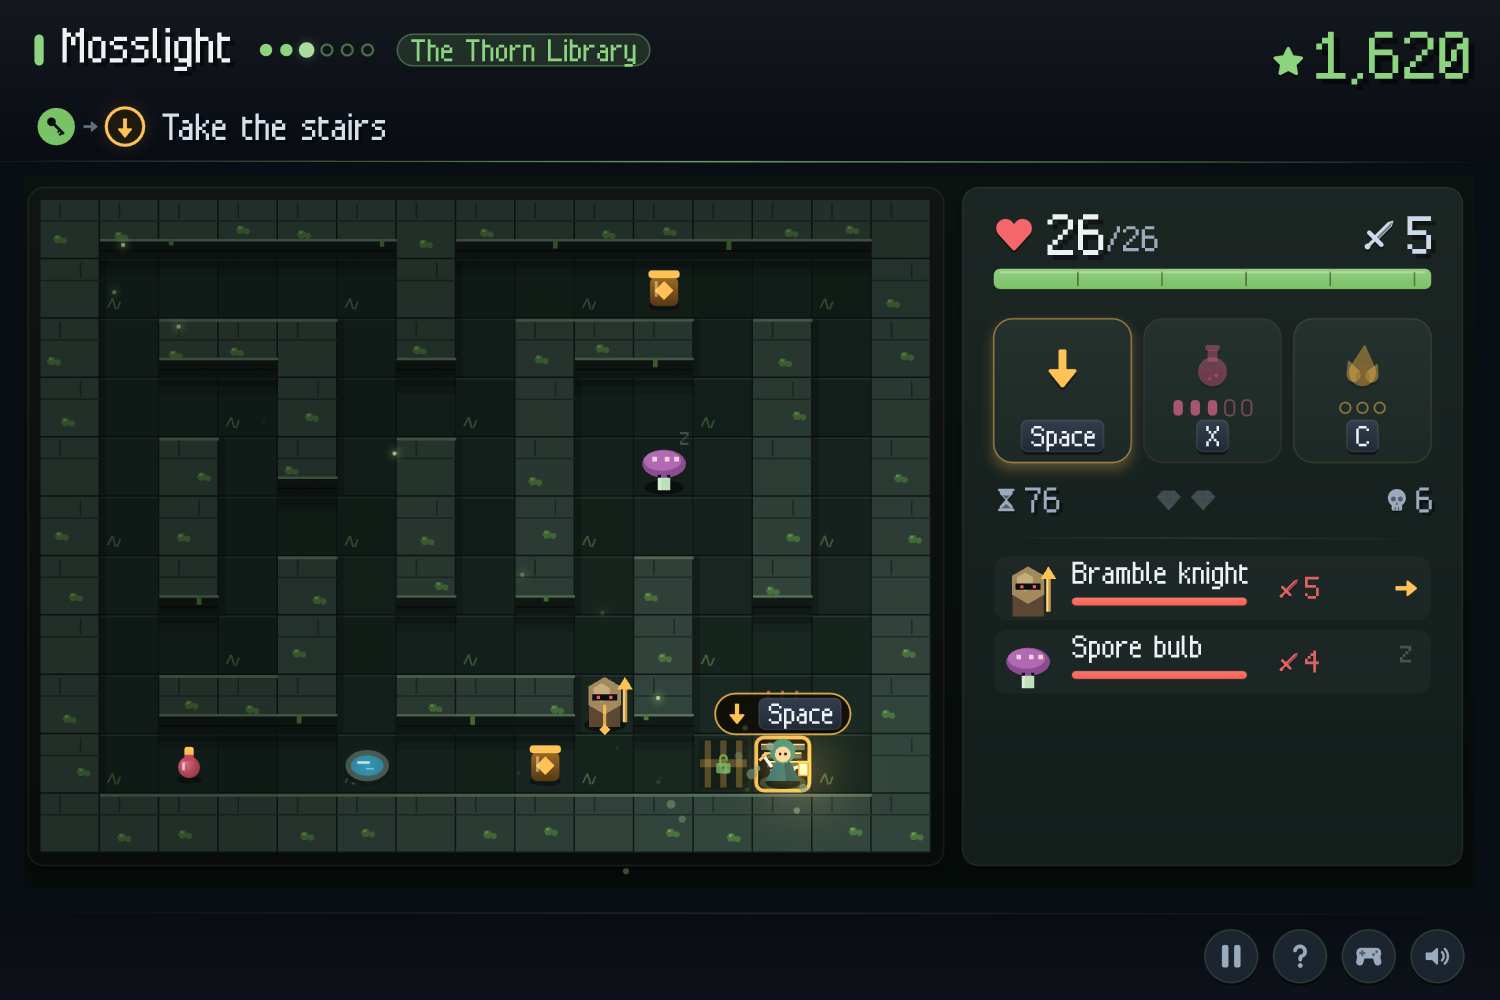 Mosslight
The Thorn Library
1,620
Take the stairs
26/26
5
Space
X
C
76
6
Bramble knight
5
Spore bulb
4
z
z
Space
?